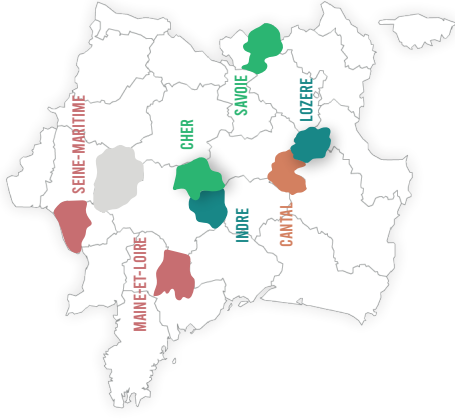 SEINE-MARITIME
CHER
SAVOIE
LOZERE
MAINE-ET-LOIRE
INDRE
CANTAL